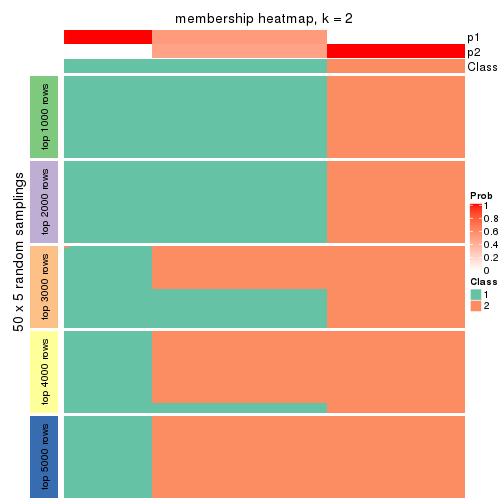 membership heatmap, k = 2
p1
p2
Class
50 x 5 random samplings
top 1000 rows
top 2000 rows
top 3000 rows
top 4000 rows
top 5000 rows
Prob
1
0.8
0.6
0.4
0.2
0
Class
1
2